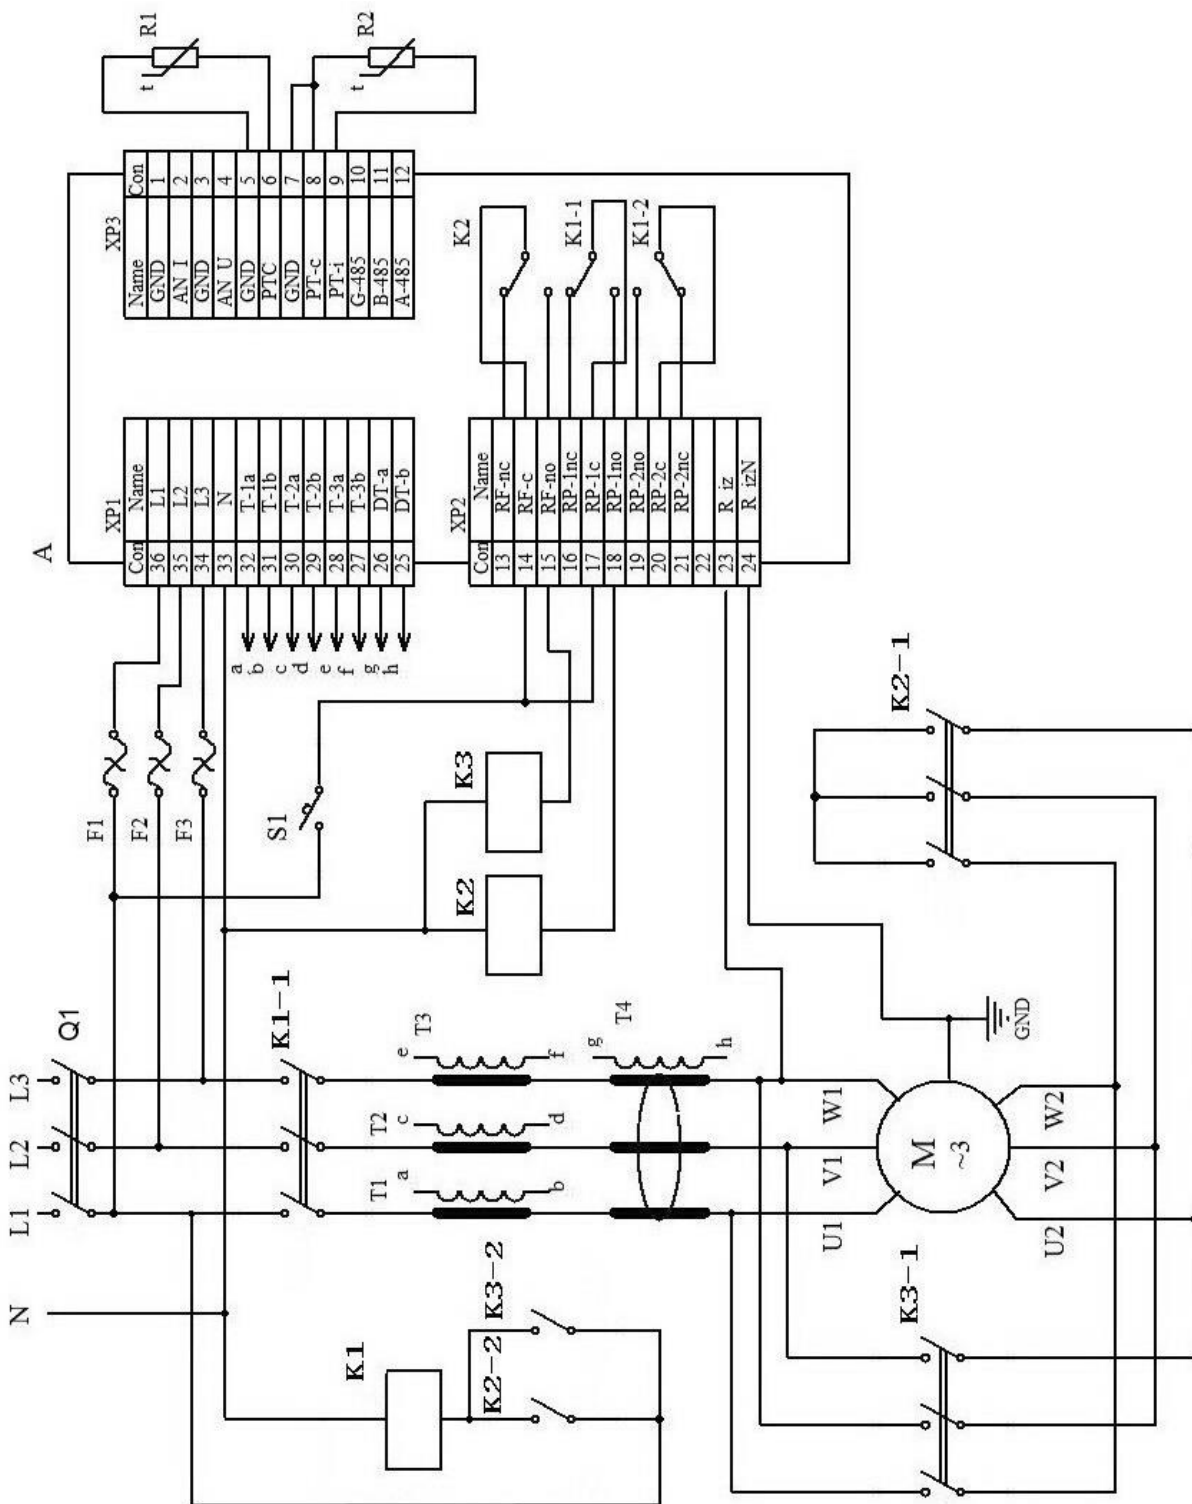 R1
t
R2
t
XP3
Name Con
GND 1
AN I 2
GND 3
AN U 4
GND 5
PTC 6
GND 7
PT-c 8
PT-i 9
G-485 10
B-485 11
A-485 12
A
XP1
Con Name
36 L1
35 L2
34 L3
33 N
32 T-1a
31 T-1b
30 T-2a
29 T-2b
28 T-3a
27 T-3b
26 DT-a
25 DT-b
a
b
c
d
e
f
g
h
XP2
Con Name
13 RF-nc
14 RF-c
15 RF-no
16 RP-1nc
17 RP-1c
18 RP-1no
19 RP-2no
20 RP-2c
21 RP-2nc
22
23 R iz
24 R izN
K2
K1-1
K1-2
F1
F2
F3
S1
K3
K2
K2-1
N
L1
L2
L3
Q1
K1-1
T1
a
b
T2
c
d
T3
e
f
T4
g
h
K1
K2-2
K3-2
K3-1
U1
V1
W1
M
~3
U2
V2
W2
GND